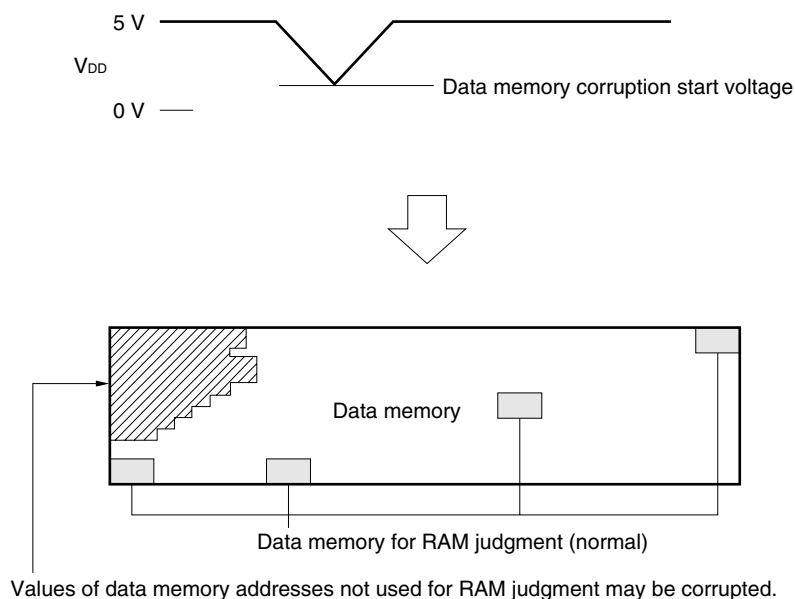 5 V
VDD
Data memory corruption start voltage
0 V
Data memory
Data memory for RAM judgment (normal)
Values of data memory addresses not used for RAM judgment may be corrupted.